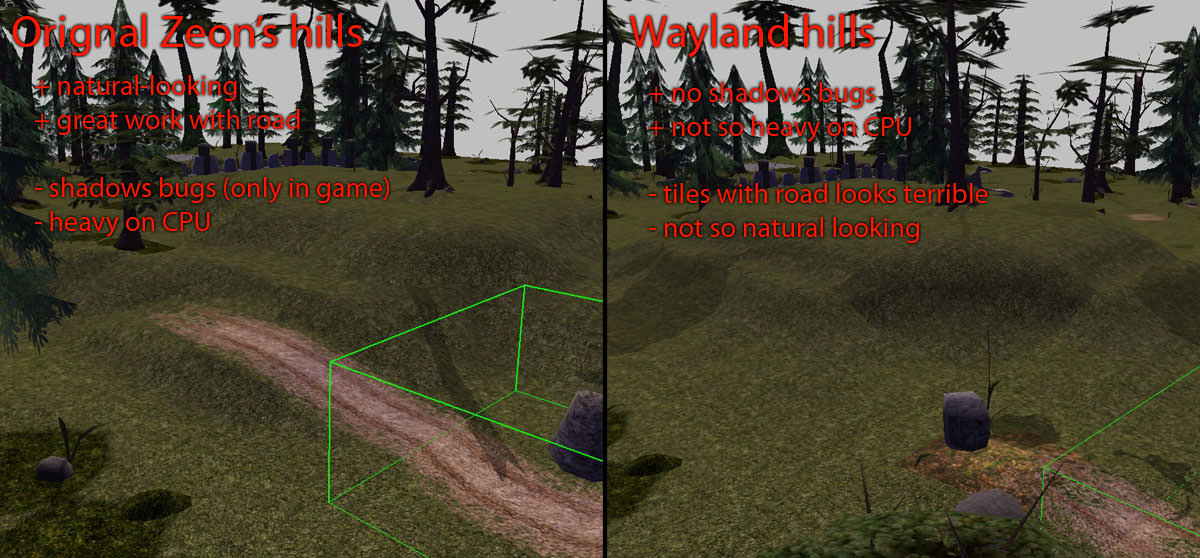 Orignal Zeon's hills
+ natural-looking
+ great work with road
- shadows bugs (only in game)
- heavy on CPU
Wayland hills
+ no shadows bugs
+ not so heavy on CPU
- tiles with road looks terrible
- not so natural looking